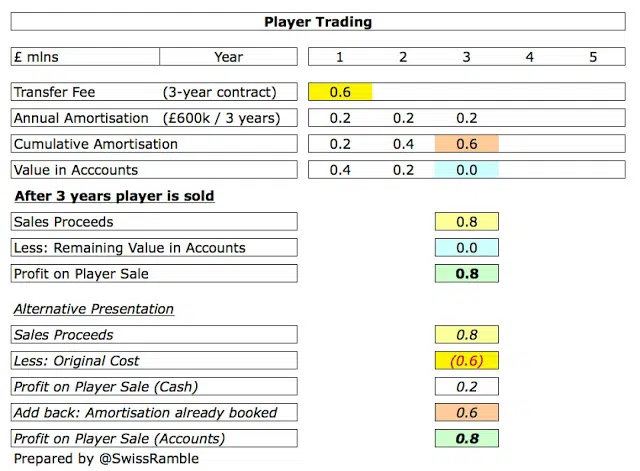 Player Trading
£ mlns Year 1 2 3 4 5
Transfer Fee (3-year contract) 0.6
Annual Amortisation (£600k / 3 years) 0.2 0.2 0.2
Cumulative Amortisation 0.2 0.4 0.6
Value in Acccounts 0.4 0.2 0.0
After 3 years player is sold
Sales Proceeds 0.8
Less: Remaining Value in Accounts 0.0
Profit on Player Sale 0.8
Alternative Presentation
Sales Proceeds 0.8
Less: Original Cost (0.6)
Profit on Player Sale (Cash) 0.2
Add back: Amortisation already booked 0.6
Profit on Player Sale (Accounts) 0.8
Prepared by @SwissRamble